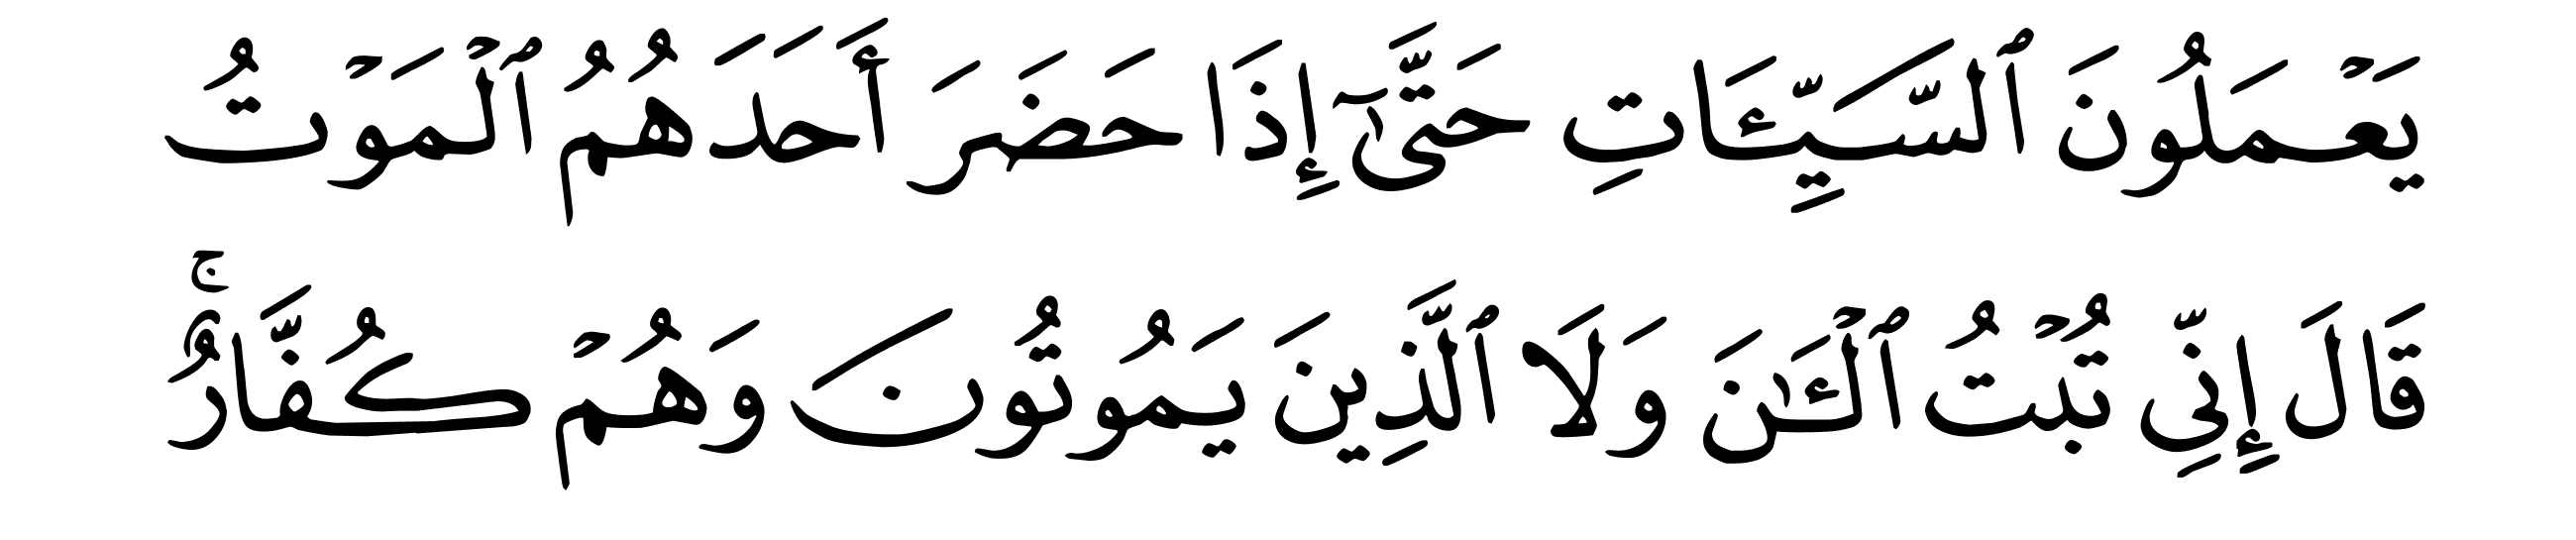 يَعۡمَلُونَ ٱلسَّيِّـَٔاتِ حَتَّىٰٓ إِذَا حَضَرَ أَحَدَهُمُ ٱلۡمَوۡتُ
قَالَ إِنِّي تُبۡتُ ٱلۡـَٰٔنَ وَلَا ٱلَّذِينَ يَمُوتُونَ وَهُمۡ كُفَّارٌۚ